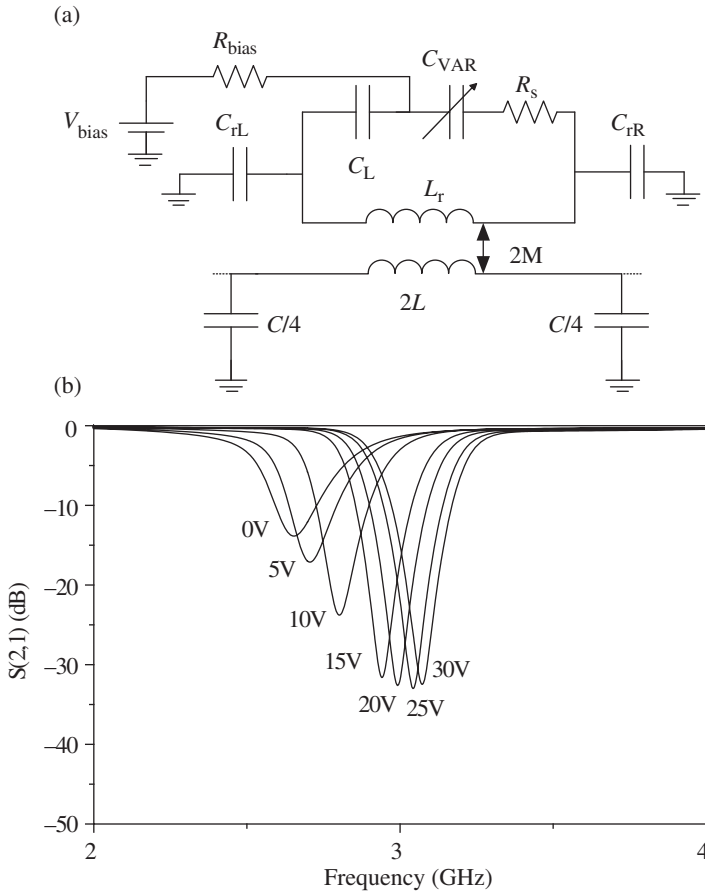 (a)
R_bias
C_VAR
R_s
V_bias
C_rL
C_rR
C_L
L_r
2M
2L
C/4
C/4
(b)
0
–10
–20
–30
–40
–50
S(2,1) (dB)
0V
5V
10V
15V
20V
25V
30V
2
3
4
Frequency (GHz)